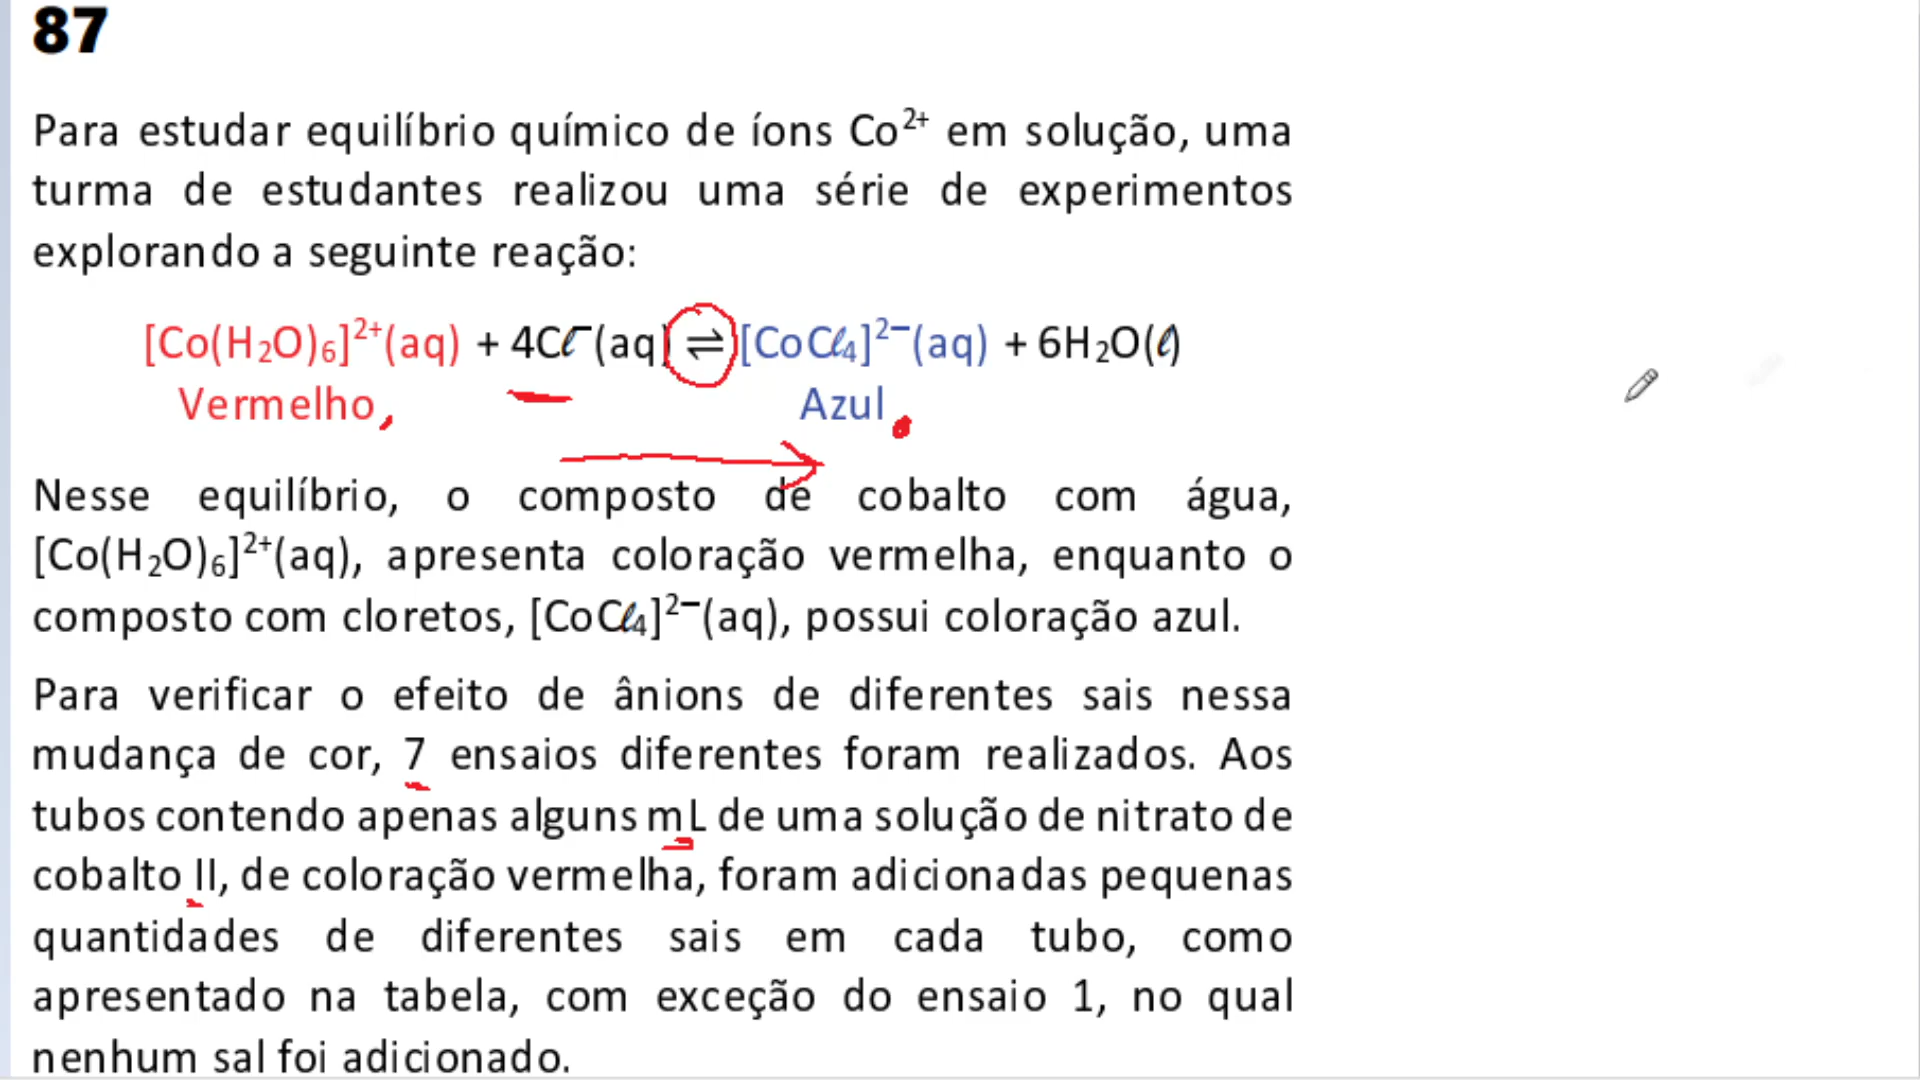 87
Para estudar equilíbrio químico de íons Co²⁺ em solução, uma
turma de estudantes realizou uma série de experimentos
explorando a seguinte reação:
[Co(H₂O)₆]²⁺(aq) + 4Cℓ⁻(aq) ⇌ [CoCℓ₄]²⁻(aq) + 6H₂O(ℓ)
Vermelho Azul
Nesse equilíbrio, o composto de cobalto com água,
[Co(H₂O)₆]²⁺(aq), apresenta coloração vermelha, enquanto o
composto com cloretos, [CoCℓ₄]²⁻(aq), possui coloração azul.
Para verificar o efeito de ânions de diferentes sais nessa
mudança de cor, 7 ensaios diferentes foram realizados. Aos
tubos contendo apenas alguns mL de uma solução de nitrato de
cobalto II, de coloração vermelha, foram adicionadas pequenas
quantidades de diferentes sais em cada tubo, como
apresentado na tabela, com exceção do ensaio 1, no qual
nenhum sal foi adicionado.